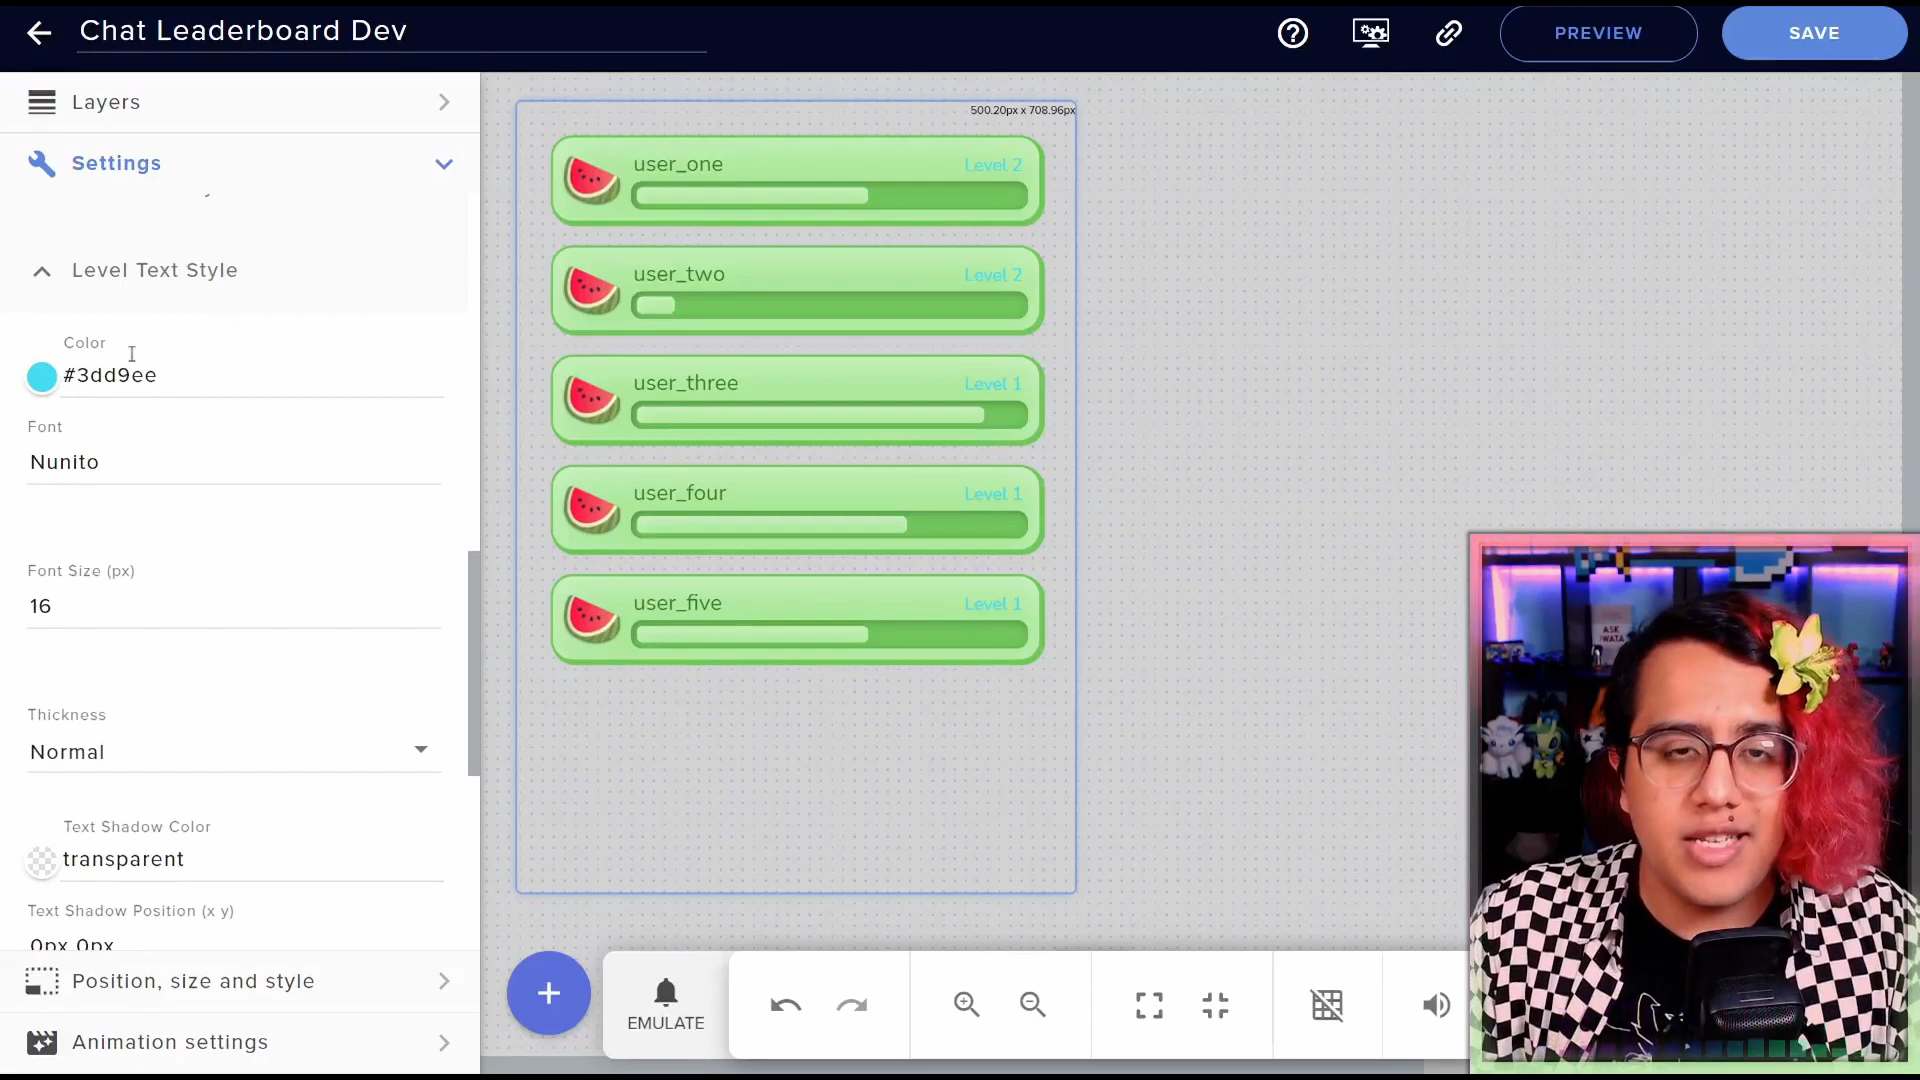 Chat Leaderboard Dev
PREVIEW
SAVE
Layers
Settings
Level Text Style
Color
#3dd9ee
Font
Nunito
Font Size (px)
16
Thickness
Normal
Text Shadow Color
transparent
Text Shadow Position (x y)
0px 0px
Position, size and style
Animation settings
500.20px x 708.96px
user_one
Level 2
user_two
Level 2
user_three
Level 1
user_four
Level 1
user_five
Level 1
EMULATE
ASK
IWATA